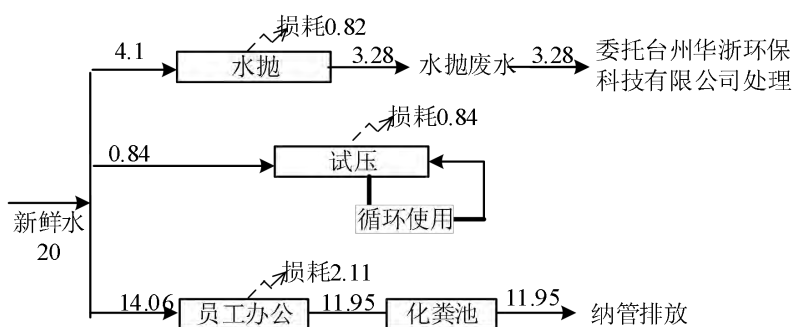 损耗0.82
4.1
水抛
3.28
水抛废水
3.28
委托台州华浙环保
科技有限公司处理
损耗0.84
0.84
试压
循环使用
新鲜水
20
损耗2.11
14.06
员工办公
11.95
化粪池
11.95
纳管排放